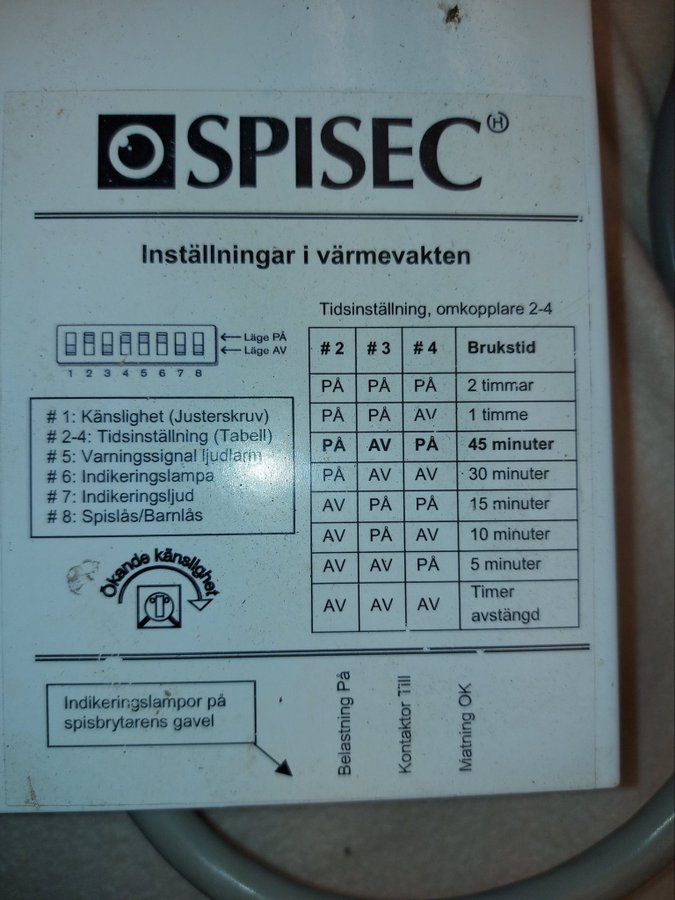 SPISEC
Inställningar i värmevakten
Läge PÅ
Läge AV
1 2 3 4 5 6 7 8
# 1: Känslighet (Justerskruv)
# 2-4: Tidsinställning (Tabell)
# 5: Varningssignal ljudlarm
# 6: Indikeringslampa
# 7: Indikeringsljud
# 8: Spislås/Barnlås
Ökande känslighet
Tidsinställning, omkopplare 2-4
# 2 # 3 # 4 Brukstid
PÅ PÅ PÅ 2 timmar
PÅ PÅ AV 1 timme
PÅ AV PÅ 45 minuter
PÅ AV AV 30 minuter
AV PÅ PÅ 15 minuter
AV PÅ AV 10 minuter
AV AV PÅ 5 minuter
AV AV AV Timer
avstängd
Indikeringslampor på
spisbrytarens gavel
Belastning På
Kontaktor Till
Matning OK